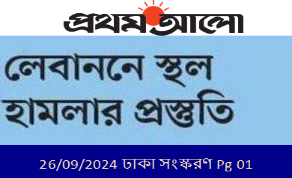 প্রথম আলো
লেবাননে স্থল
হামলার প্রস্তুতি
26/09/2024 ঢাকা সংস্করণ Pg 01